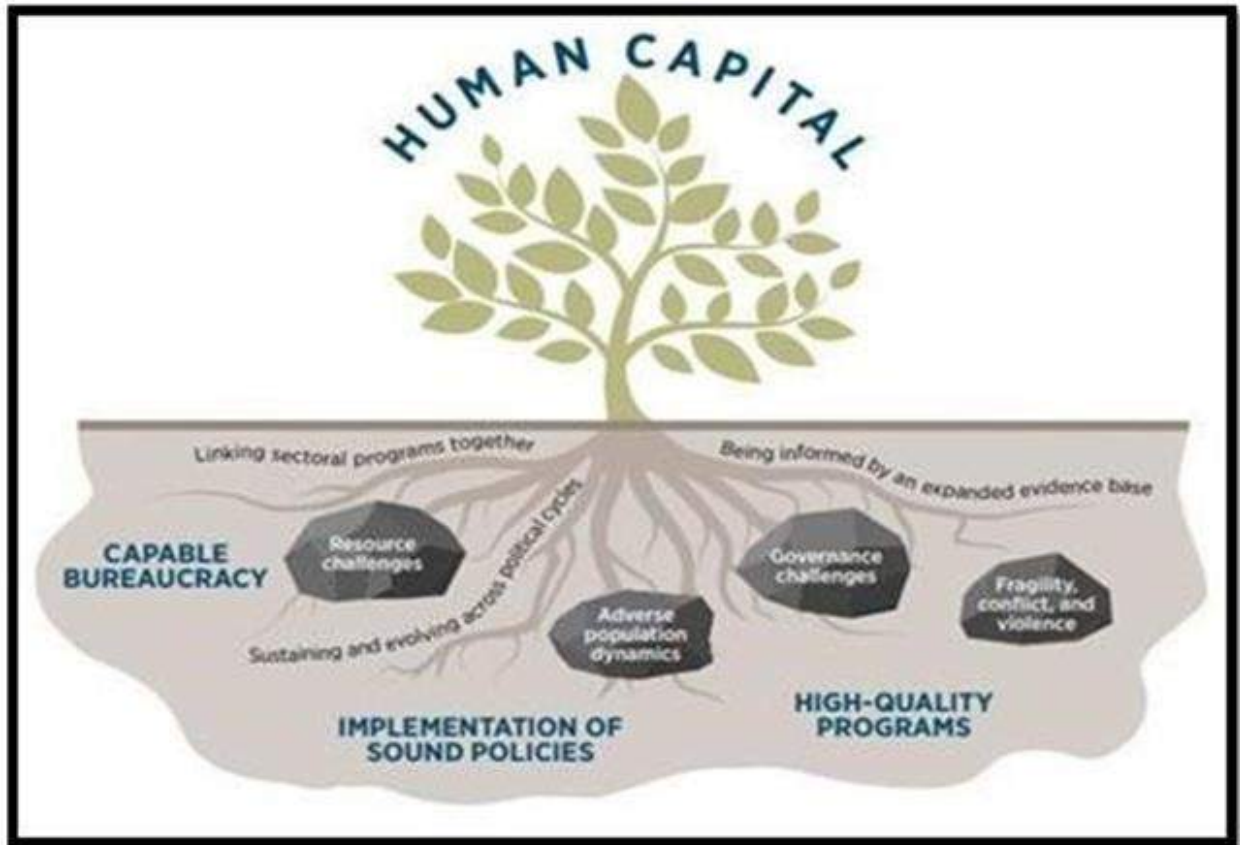 HUMAN CAPITAL
Linking sectoral programs together
Being informed by an expanded evidence base
Sustaining and evolving across political cycles
CAPABLE
BUREAUCRACY
Resource
challenges
Adverse
population
dynamics
Governance
challenges
Fragility,
conflict, and
violence
IMPLEMENTATION OF
SOUND POLICIES
HIGH-QUALITY
PROGRAMS